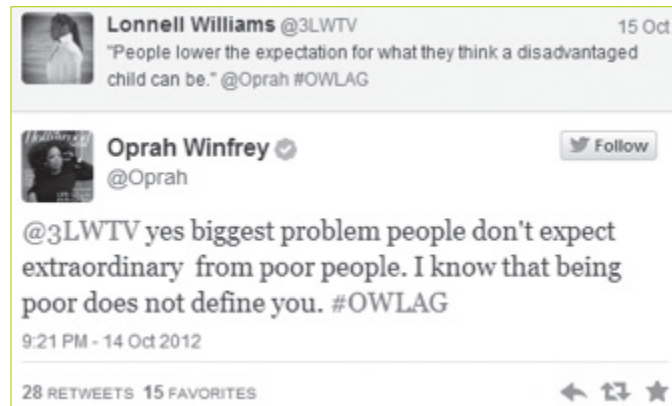 Lonnell Williams @3LWTV 15 Oct
"People lower the expectation for what they think a disadvantaged
child can be." @Oprah #OWLAG
Oprah Winfrey
Follow
@Oprah
@3LWTV yes biggest problem people don't expect
extraordinary from poor people. I know that being
poor does not define you. #OWLAG
9:21 PM - 14 Oct 2012
28 RETWEETS 15 FAVORITES